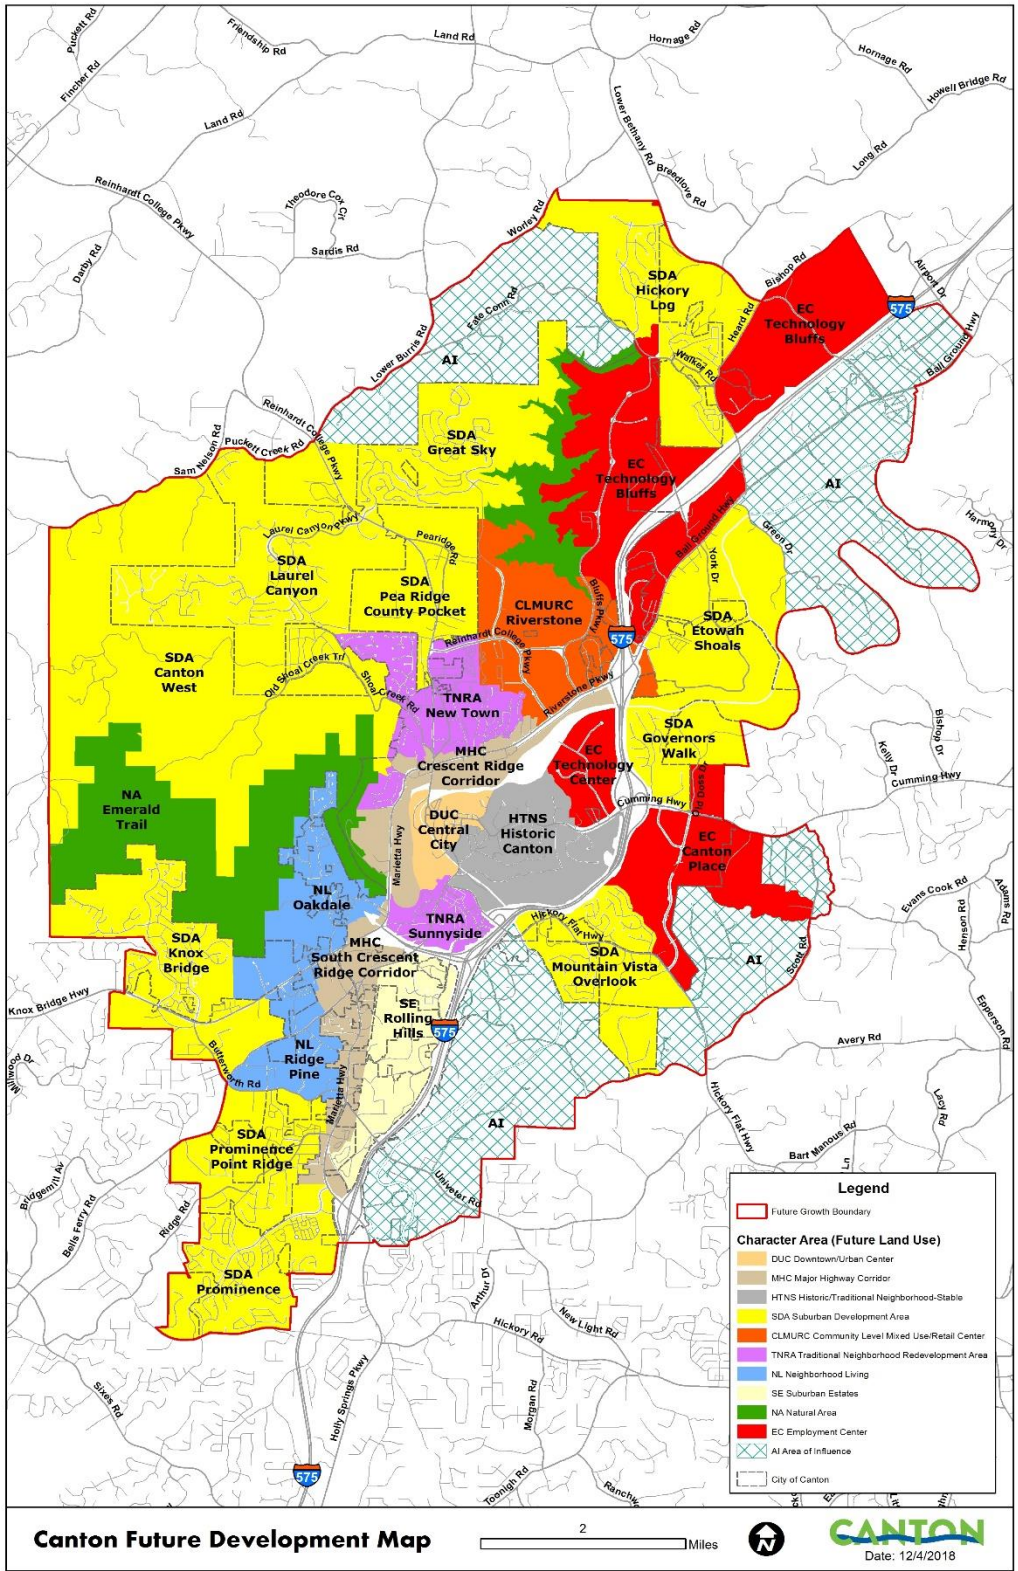 Puckett Rd
Fincher Rd
Friendship Rd
Land Rd
Hornage Rd
Hornage Rd
Howell Bridge Rd
Land Rd
Lower Bethany Rd
Breedlove Rd
Long Rd
Reinhardt College Pkwy
Theodore Cox Cir
Sardis Rd
Darby Rd
Worley Rd
Bishop Rd
Airport Dr
SDA
Hickory
Log
Heard Rd
EC
Technology
Bluffs
575
Ball Ground Hwy
Fate Conn Rd
Lower Burris Rd
AI
Walker Rd
Reinhardt College Pkwy
Puckett Creek Rd
Sam Nelson Rd
SDA
Great Sky
EC
Technology
Bluffs
AI
Ball Ground Hwy
Green Dr
Harmony Dr
Laurel Canyon Pkwy
Pearidge Rd
York Dr
SDA
Laurel
Canyon
SDA
Pea Ridge
County Pocket
CLMURC
Riverstone
Bluffs Pkwy
575
SDA
Etowah
Shoals
Reinhardt College Pkwy
SDA
Canton
West
Old Shoal Creek Trl
Shoal Creek Rd
TNRA
New Town
Riverstone Pkwy
SDA
Governors
Walk
Bishop Dr
Kelly Dr
Cumming Hwy
MHC
Crescent Ridge
Corridor
EC
Technology
Center
Old Doss Dr
Cumming Hwy
NA
Emerald
Trail
DUC
Central
City
HTNS
Historic
Canton
EC
Canton
Place
Marietta Hwy
NL
Oakdale
TNRA
Sunnyside
Hickory Flat Hwy
Evans Cook Rd
Adams Rd
Henson Rd
SDA
Knox
Bridge
MHC
South Crescent
Ridge Corridor
SDA
Mountain Vista
Overlook
AI
Scott Rd
Knox Bridge Hwy
SE
Rolling
Hills
575
Epperson Rd
Millwood Dr
Butterworth Rd
NL
Ridge
Pine
Avery Rd
Marietta Hwy
Hickory Flat Hwy
Lacy Rd
AI
SDA
Prominence
Point Ridge
Bart Manous Rd
Ln
Bridgemill Av
Bells Ferry Rd
Ridge Rd
Univeter Rd
SDA
Prominence
Arthur Dr
New Light Rd
Hickory Rd
Holly Springs Pkwy
Sixes Rd
Morgan Rd
575
Toonigh Rd
Legend
Future Growth Boundary
Character Area (Future Land Use)
DUC Downtown/Urban Center
MHC Major Highway Corridor
HTNS Historic/Traditional Neighborhood-Stable
SDA Suburban Development Area
CLMURC Community Level Mixed Use/Retail Center
TNRA Traditional Neighborhood Redevelopment Area
NL Neighborhood Living
SE Suburban Estates
NA Natural Area
EC Employment Center
AI Area of Influence
City of Canton
Canton Future Development Map
2
Miles
N
CANTON
Date: 12/4/2018